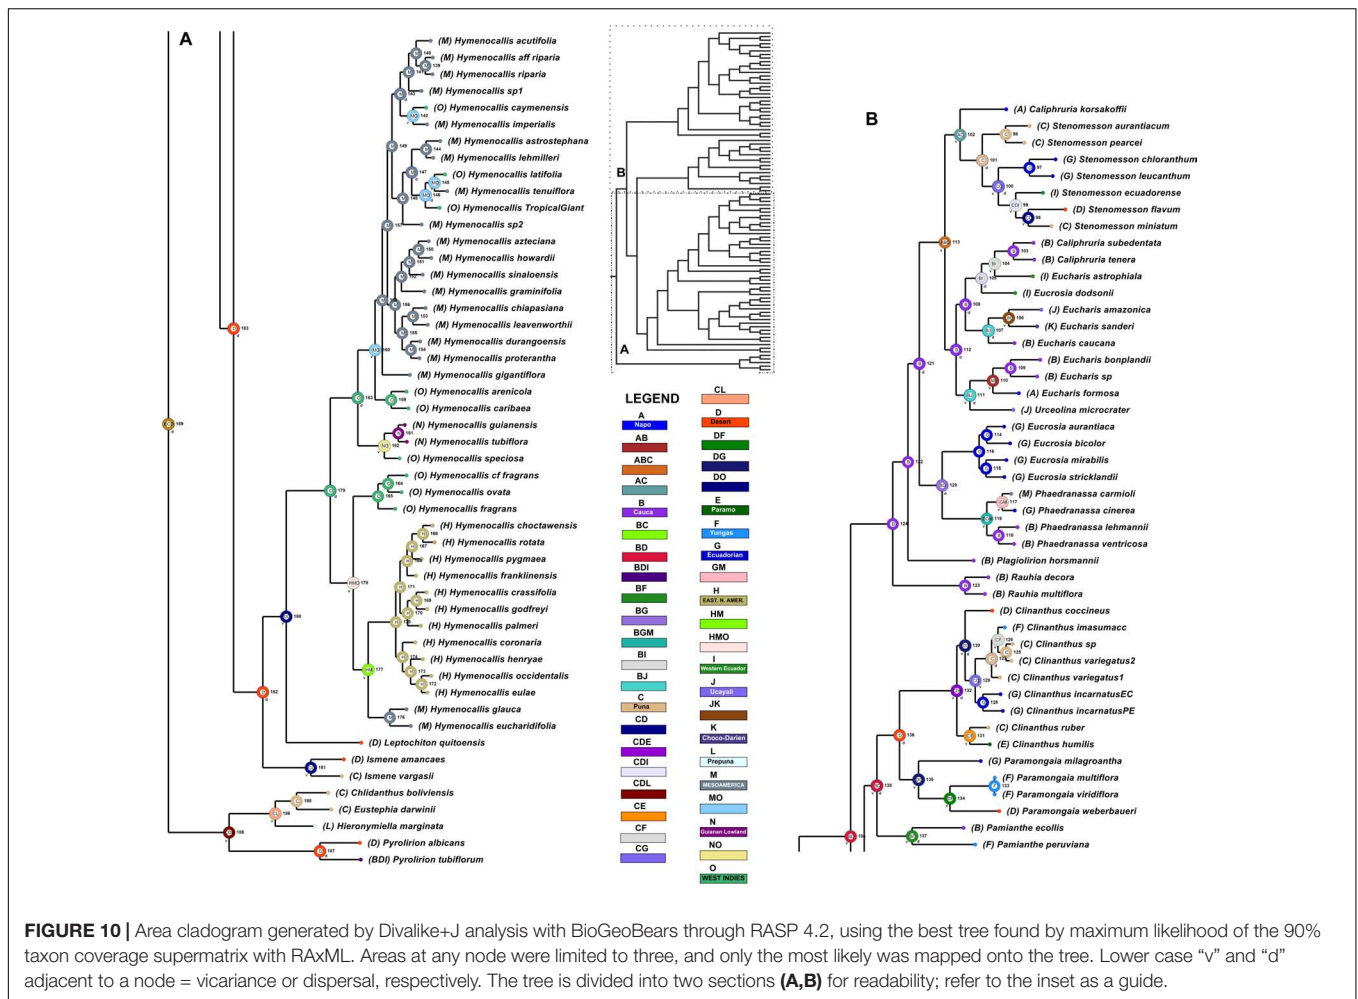 A
(M) Hymenocallis acutifolia
(M) Hymenocallis aff riparia
(M) Hymenocallis riparia
(M) Hymenocallis sp1
(O) Hymenocallis caymenensis
(M) Hymenocallis imperialis
(M) Hymenocallis astrostephana
(M) Hymenocallis lehmilleri
(O) Hymenocallis latifolia
(M) Hymenocallis tenuiflora
(O) Hymenocallis TropicalGiant
(M) Hymenocallis sp2
(M) Hymenocallis azteciana
(M) Hymenocallis howardii
(M) Hymenocallis sinaloensis
(M) Hymenocallis graminifolia
(M) Hymenocallis chiapasiana
(M) Hymenocallis leavenworthii
(M) Hymenocallis durangoensis
(M) Hymenocallis proterantha
(M) Hymenocallis gigantiflora
(O) Hymenocallis arenicola
(O) Hymenocallis caribaea
(N) Hymenocallis guianensis
(N) Hymenocallis tubiflora
(O) Hymenocallis speciosa
(O) Hymenocallis cf fragrans
(O) Hymenocallis ovata
(O) Hymenocallis fragrans
(H) Hymenocallis choctawensis
(H) Hymenocallis rotata
(H) Hymenocallis pygmaea
(H) Hymenocallis franklinensis
(H) Hymenocallis crassifolia
(H) Hymenocallis godfreyi
(H) Hymenocallis palmeri
(H) Hymenocallis coronaria
(H) Hymenocallis henryae
(H) Hymenocallis occidentalis
(H) Hymenocallis eulae
(M) Hymenocallis glauca
(M) Hymenocallis eucharidifolia
(D) Leptochiton quitoensis
(D) Ismene amancaes
(C) Ismene vargasii
(C) Chlidanthus boliviensis
(C) Eustephia darwinii
(L) Hieronymiella marginata
(D) Pyrolirion albicans
(BDI) Pyrolirion tubiflorum
B
A
LEGEND
A
Napo
AB
ABC
AC
B
Cauca
BC
BD
BDI
BF
BG
BGM
BI
BJ
C
Puna
CD
CDE
CDI
CDL
CE
CF
CG
CL
D
Desert
DF
DG
DO
E
Paramo
F
Yungas
G
Ecuadorian
GM
H
EAST. N. AMER.
HM
HMO
I
Western Ecuador
J
Ucayali
JK
K
Choco-Darien
L
Prepuna
M
MESOAMERICA
MO
N
Guianan Lowland
NO
O
WEST INDIES
B
(A) Caliphruria korsakoffii
(C) Stenomesson aurantiacum
(C) Stenomesson pearcei
(G) Stenomesson chloranthum
(G) Stenomesson leucanthum
(I) Stenomesson ecuadorense
(D) Stenomesson flavum
(C) Stenomesson miniatum
(B) Caliphruria subedentata
(B) Caliphruria tenera
(I) Eucharis astrophiala
(I) Eucrosia dodsonii
(J) Eucharis amazonica
(K) Eucharis sanderi
(B) Eucharis caucana
(B) Eucharis bonplandii
(B) Eucharis sp
(A) Eucharis formosa
(J) Urceolina microcrater
(G) Eucrosia aurantiaca
(G) Eucrosia bicolor
(G) Eucrosia mirabilis
(G) Eucrosia stricklandii
(M) Phaedranassa carmioli
(G) Phaedranassa cinerea
(B) Phaedranassa lehmannii
(B) Phaedranassa ventricosa
(B) Plagiolirion horsmannii
(B) Rauhia decora
(B) Rauhia multiflora
(D) Clinanthus coccineus
(F) Clinanthus imasumacc
(C) Clinanthus sp
(C) Clinanthus variegatus2
(C) Clinanthus variegatus1
(G) Clinanthus incarnatusEC
(G) Clinanthus incarnatusPE
(C) Clinanthus ruber
(E) Clinanthus humilis
(G) Paramongaia milagroantha
(F) Paramongaia multiflora
(F) Paramongaia viridiflora
(D) Paramongaia weberbaueri
(B) Pamianthe ecollis
(F) Pamianthe peruviana
FIGURE 10 | Area cladogram generated by Divalike+J analysis with BioGeoBears through RASP 4.2, using the best tree found by maximum likelihood of the 90%
taxon coverage supermatrix with RAxML. Areas at any node were limited to three, and only the most likely was mapped onto the tree. Lower case “v” and “d”
adjacent to a node = vicariance or dispersal, respectively. The tree is divided into two sections (A,B) for readability; refer to the inset as a guide.